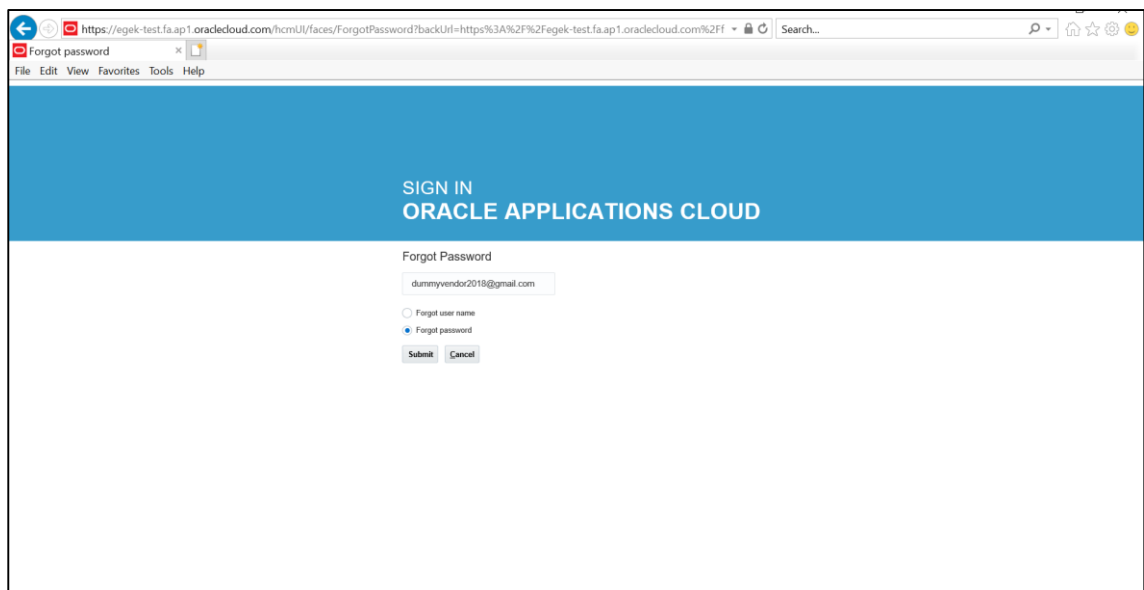 https://egek-test.fa.ap1.oraclecloud.com/hcmUI/faces/ForgotPassword?backUrl=https%3A%2F%2Fegek-test.fa.ap1.oraclecloud.com%2Ff Search...
Forgot password
File Edit View Favorites Tools Help
SIGN IN
ORACLE APPLICATIONS CLOUD
Forgot Password
dummyvendor2018@gmail.com
Forgot user name
Forgot password
Submit Cancel